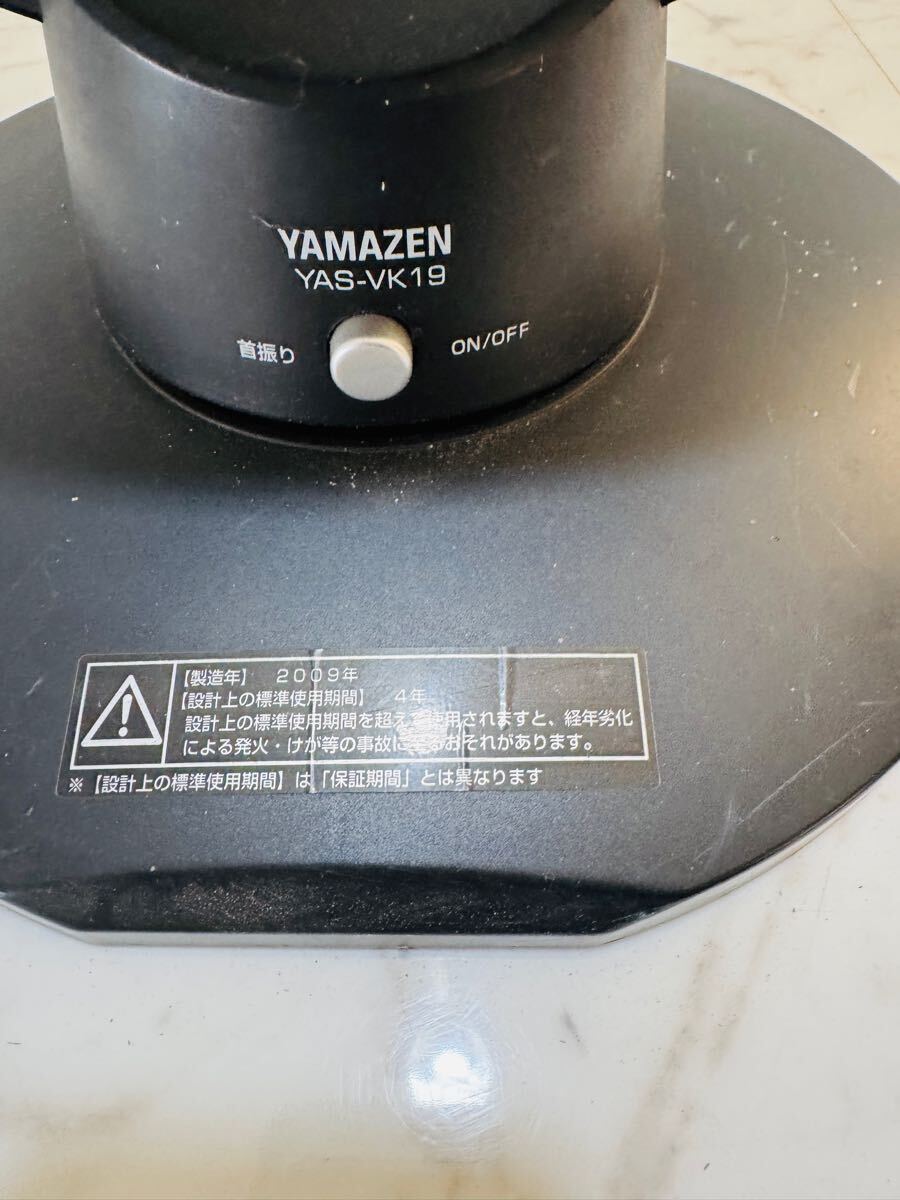 YAMAZEN
YAS-VK19
首振り ON/OFF
【製造年】 2009年
【設計上の標準使用期間】 4年
設計上の標準使用期間を超えて使用されますと、経年劣化
による発火・けが等の事故に至るおそれがあります。
※【設計上の標準使用期間】は「保証期間」とは異なります